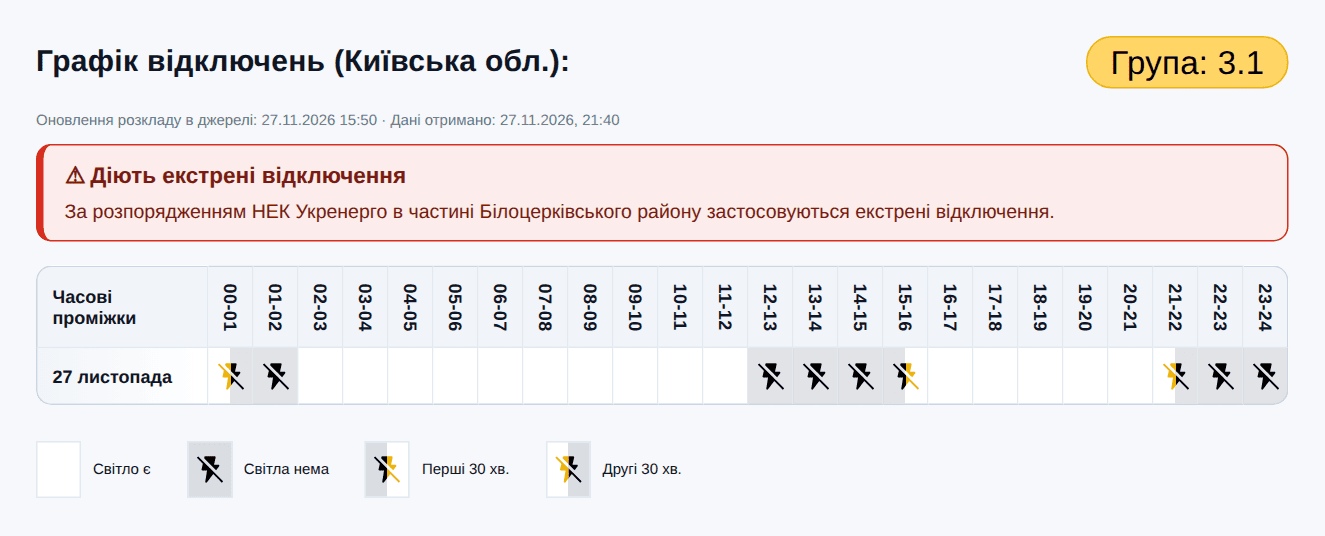 Графік відключень (Київська обл.):
Група: 3.1
Оновлення розкладу в джерелі: 27.11.2026 15:50 · Дані отримано: 27.11.2026, 21:40
⚠ Діють екстрені відключення
За розпорядженням НЕК Укренерго в частині Білоцерківського району застосовуються екстрені відключення.
Часові
проміжки
00-01 01-02 02-03 03-04 04-05 05-06 06-07 07-08 08-09 09-10 10-11 11-12 12-13 13-14 14-15 15-16 16-17 17-18 18-19 19-20 20-21 21-22 22-23 23-24
27 листопада
Світло є Світла нема Перші 30 хв. Другі 30 хв.